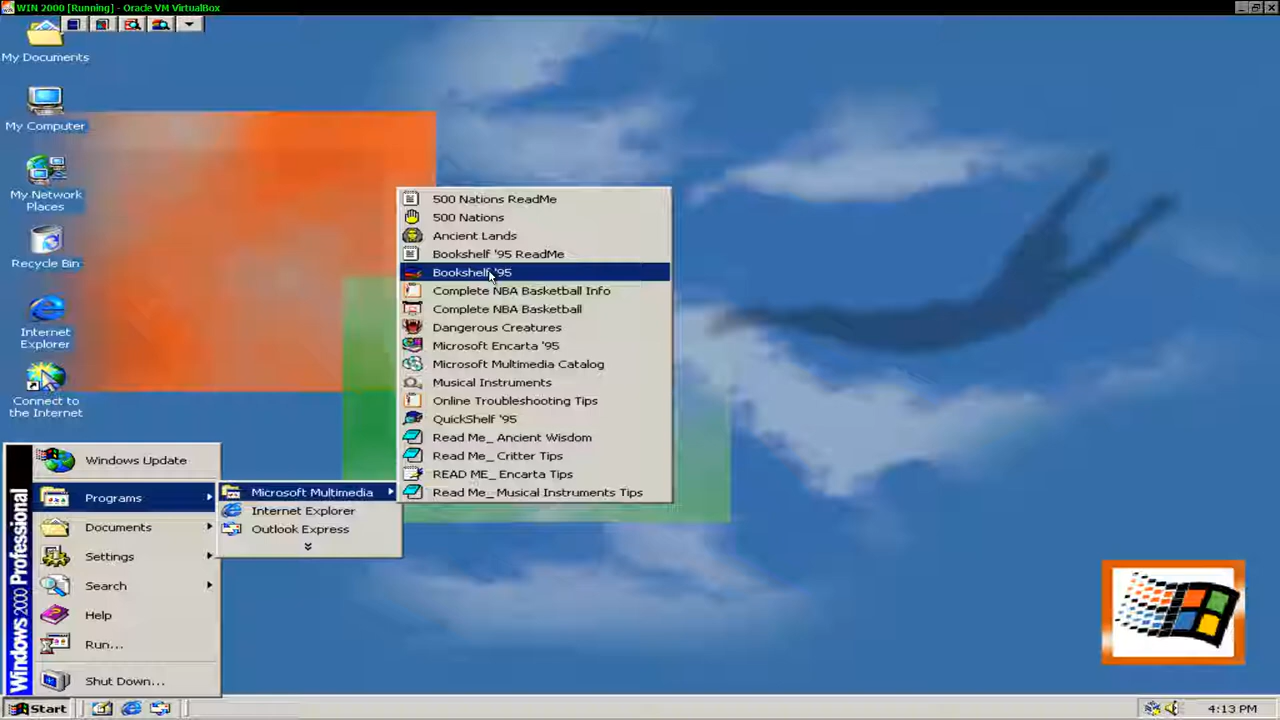 WIN 2000 [Running] - Oracle VM VirtualBox
My Documents
My Computer
My Network
Places
Recycle Bin
Internet
Explorer
Connect to
the Internet
500 Nations ReadMe
500 Nations
Ancient Lands
Bookshelf '95 ReadMe
Bookshelf '95
Complete NBA Basketball Info
Complete NBA Basketball
Dangerous Creatures
Microsoft Encarta '95
Microsoft Multimedia Catalog
Musical Instruments
Online Troubleshooting Tips
QuickShelf '95
Read Me_ Ancient Wisdom
Read Me_ Critter Tips
READ ME_ Encarta Tips
Read Me_ Musical Instruments Tips
Microsoft Multimedia
Internet Explorer
Outlook Express
Windows Update
Programs
Documents
Settings
Search
Help
Run...
Shut Down...
Windows 2000 Professional
Start
4:13 PM